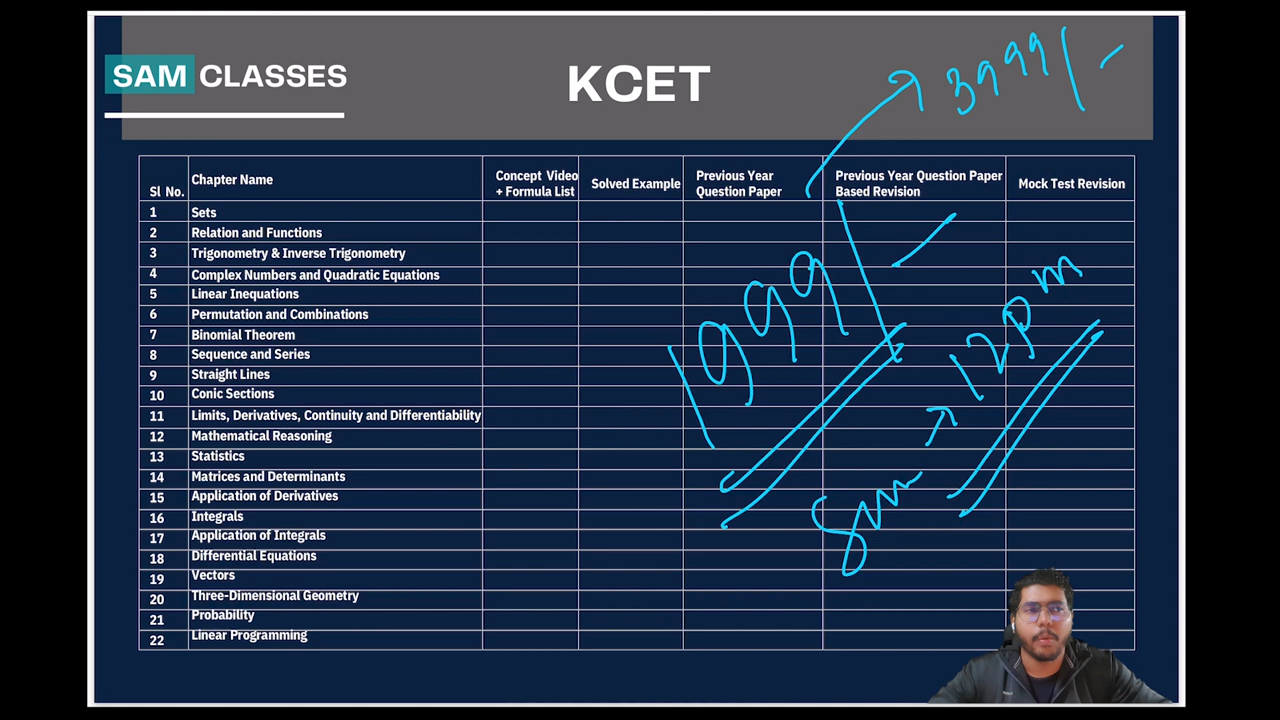 SAM CLASSES
KCET
3999/-
Sl No. Chapter Name Concept Video + Formula List Solved Example Previous Year Question Paper Previous Year Question Paper Based Revision Mock Test Revision
1 Sets
2 Relation and Functions
3 Trigonometry & Inverse Trigonometry
4 Complex Numbers and Quadratic Equations
5 Linear Inequations
6 Permutation and Combinations
7 Binomial Theorem
8 Sequence and Series
9 Straight Lines
10 Conic Sections
11 Limits, Derivatives, Continuity and Differentiability
12 Mathematical Reasoning
13 Statistics
14 Matrices and Determinants
15 Application of Derivatives
16 Integrals
17 Application of Integrals
18 Differential Equations
19 Vectors
20 Three-Dimensional Geometry
21 Probability
22 Linear Programming
1999/-
12pm